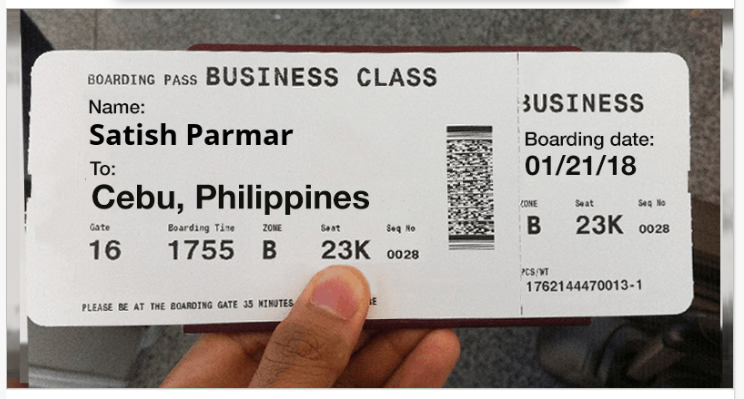 BOARDING PASS BUSINESS CLASS
Name:
Satish Parmar
To:
Cebu, Philippines
Gate Boarding Time ZONE Seat Seq No
16 1755 B 23K 0028
PLEASE BE AT THE BOARDING GATE 35 MINUTES
BUSINESS
Boarding date:
01/21/18
ZONE Seat Seq No
B 23K 0028
PCS/WT
1762144470013-1